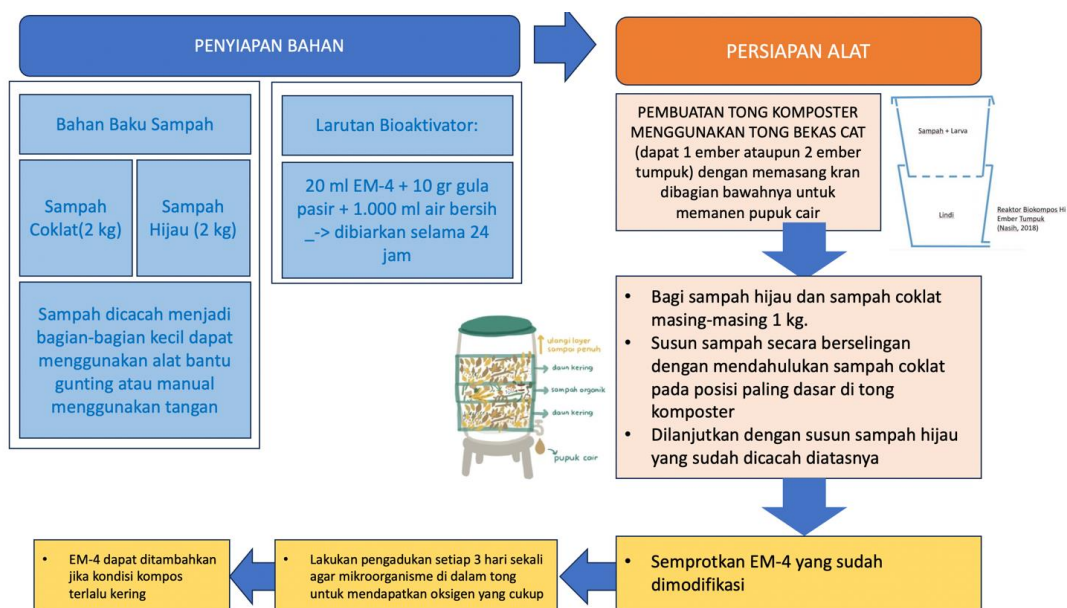 PENYIAPAN BAHAN
Bahan Baku Sampah
Sampah
Coklat(2 kg)
Sampah
Hijau (2 kg)
Sampah dicacah menjadi
bagian-bagian kecil dapat
menggunakan alat bantu
gunting atau manual
menggunakan tangan
Larutan Bioaktivator:
20 ml EM-4 + 10 gr gula
pasir + 1.000 ml air bersih
_-> dibiarkan selama 24
jam
PERSIAPAN ALAT
PEMBUATAN TONG KOMPOSTER
MENGGUNAKAN TONG BEKAS CAT
(dapat 1 ember ataupun 2 ember
tumpuk) dengan memasang kran
dibagian bawahnya untuk
memanen pupuk cair
Sampah + Larva
Lindi
Reaktor Biokompos Hi
Ember Tumpuk
(Nasih, 2018)
• Bagi sampah hijau dan sampah coklat
masing-masing 1 kg.
• Susun sampah secara berselingan
dengan mendahulukan sampah coklat
pada posisi paling dasar di tong
komposter
• Dilanjutkan dengan susun sampah hijau
yang sudah dicacah diatasnya
ulangi layer
sampai penuh
daun kering
sampah organik
daun kering
pupuk cair
• Semprotkan EM-4 yang sudah
dimodifikasi
• Lakukan pengadukan setiap 3 hari sekali
agar mikroorganisme di dalam tong
untuk mendapatkan oksigen yang cukup
• EM-4 dapat ditambahkan
jika kondisi kompos
terlalu kering